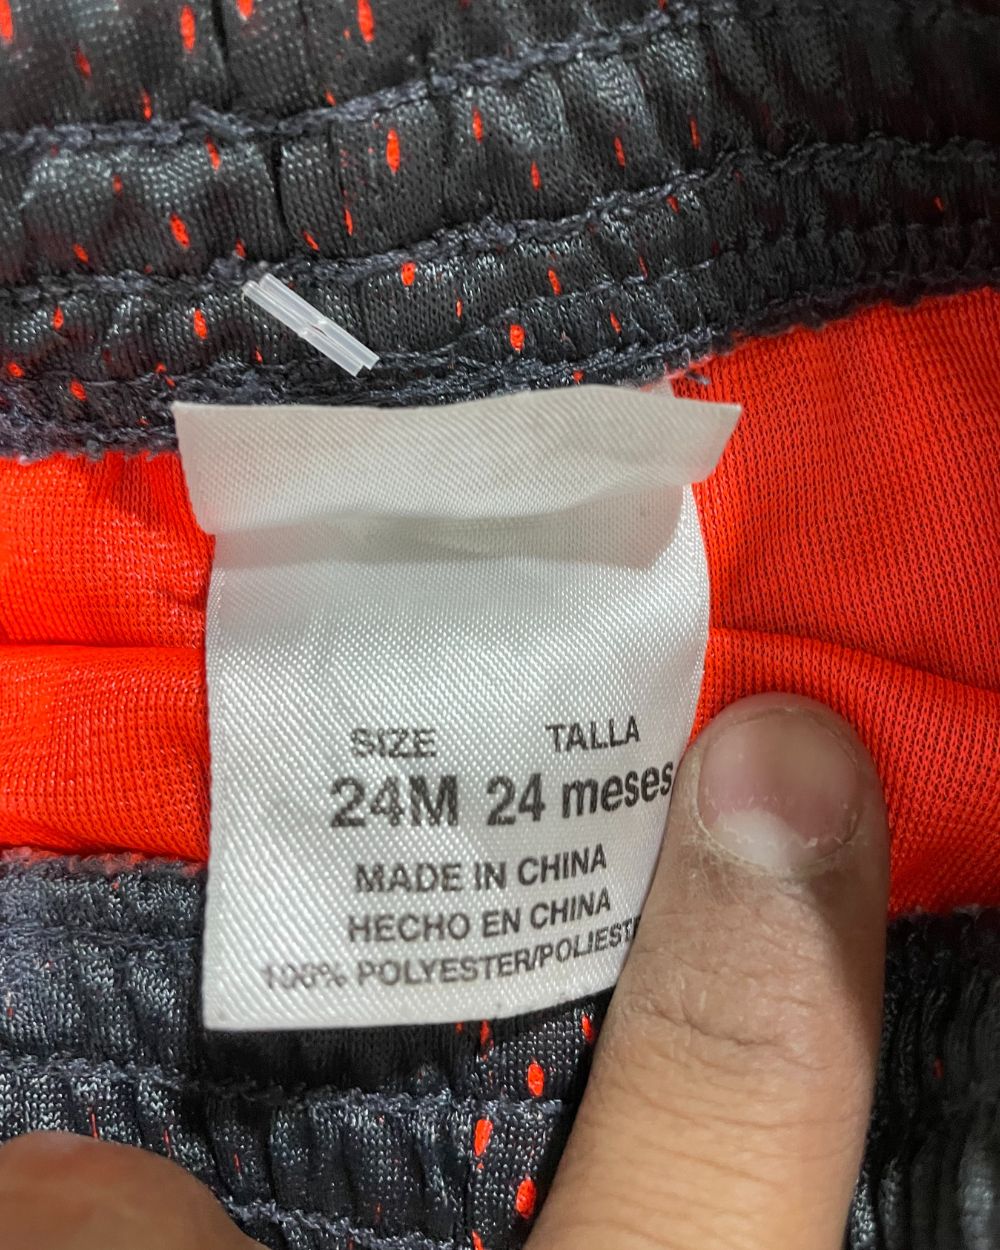 SIZE TALLA
24M 24 meses
MADE IN CHINA
HECHO EN CHINA
100% POLYESTER/POLIEST